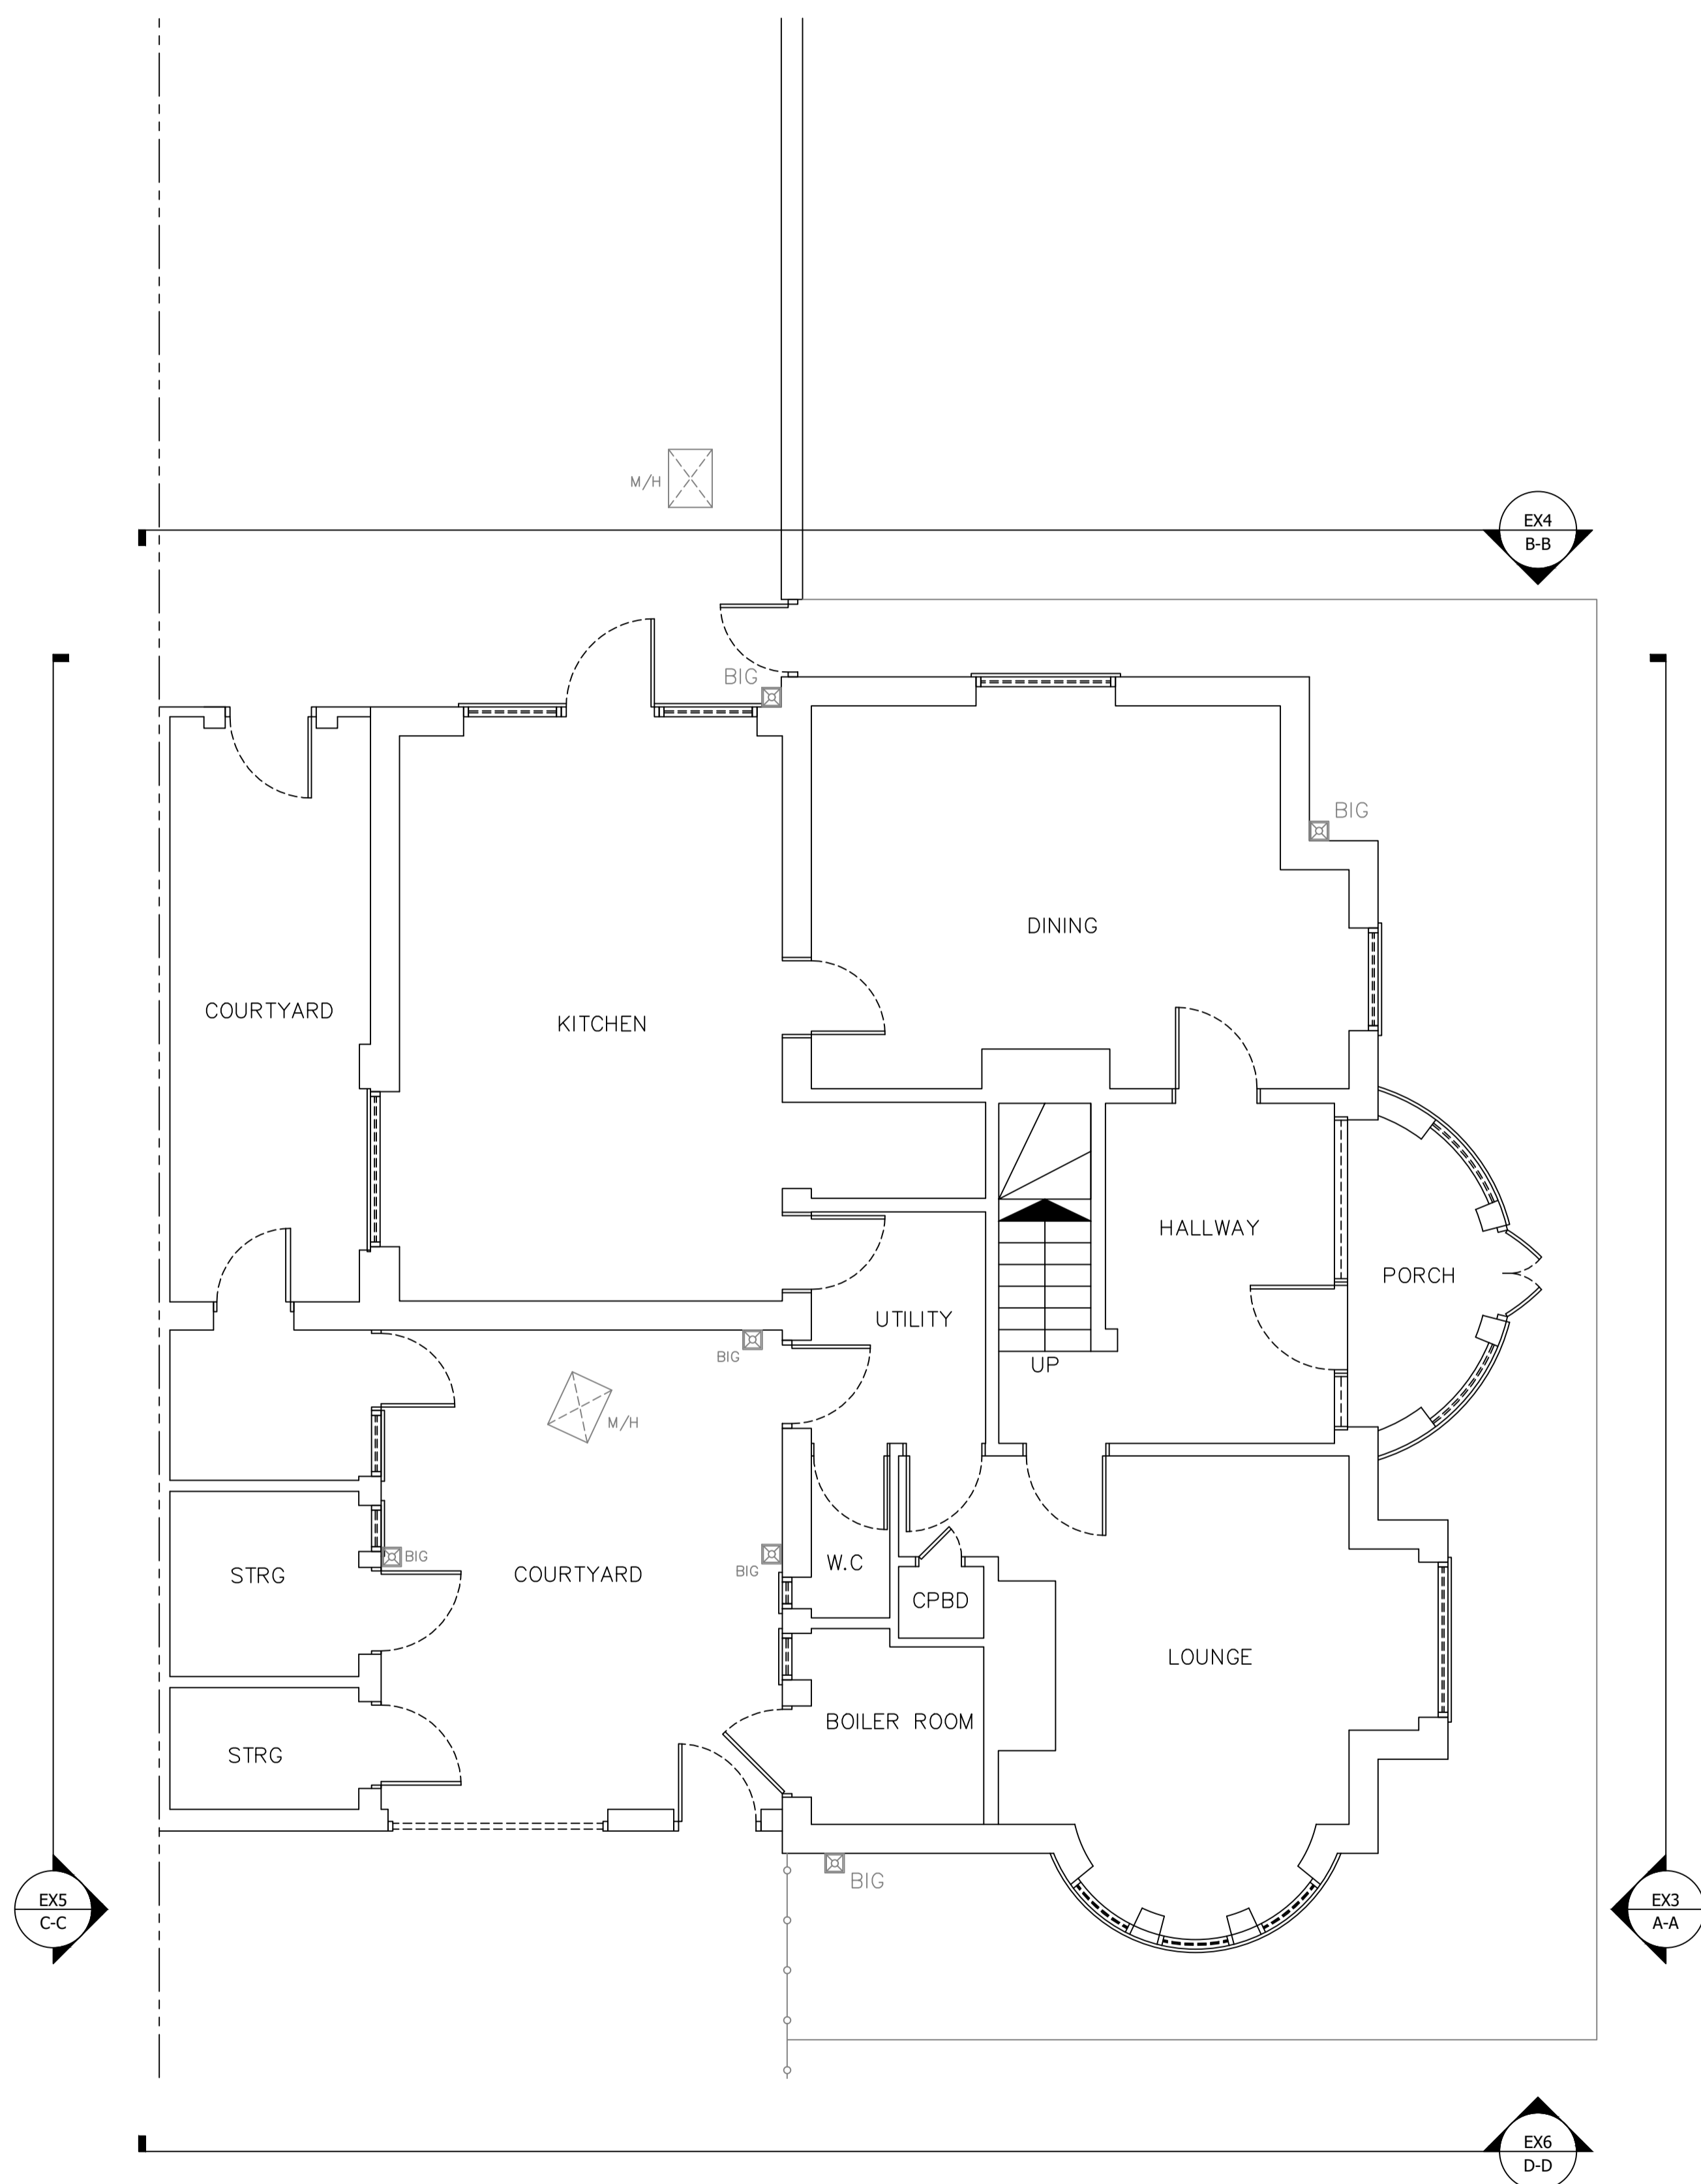 M/H
EX4
B-B
BIG
BIG
DINING
COURTYARD
KITCHEN
HALLWAY
PORCH
UTILITY
BIG
UP
M/H
BIG
BIG
W.C
STRG
COURTYARD
CPBD
LOUNGE
BOILER ROOM
STRG
BIG
EX5
C-C
EX3
A-A
EX6
D-D